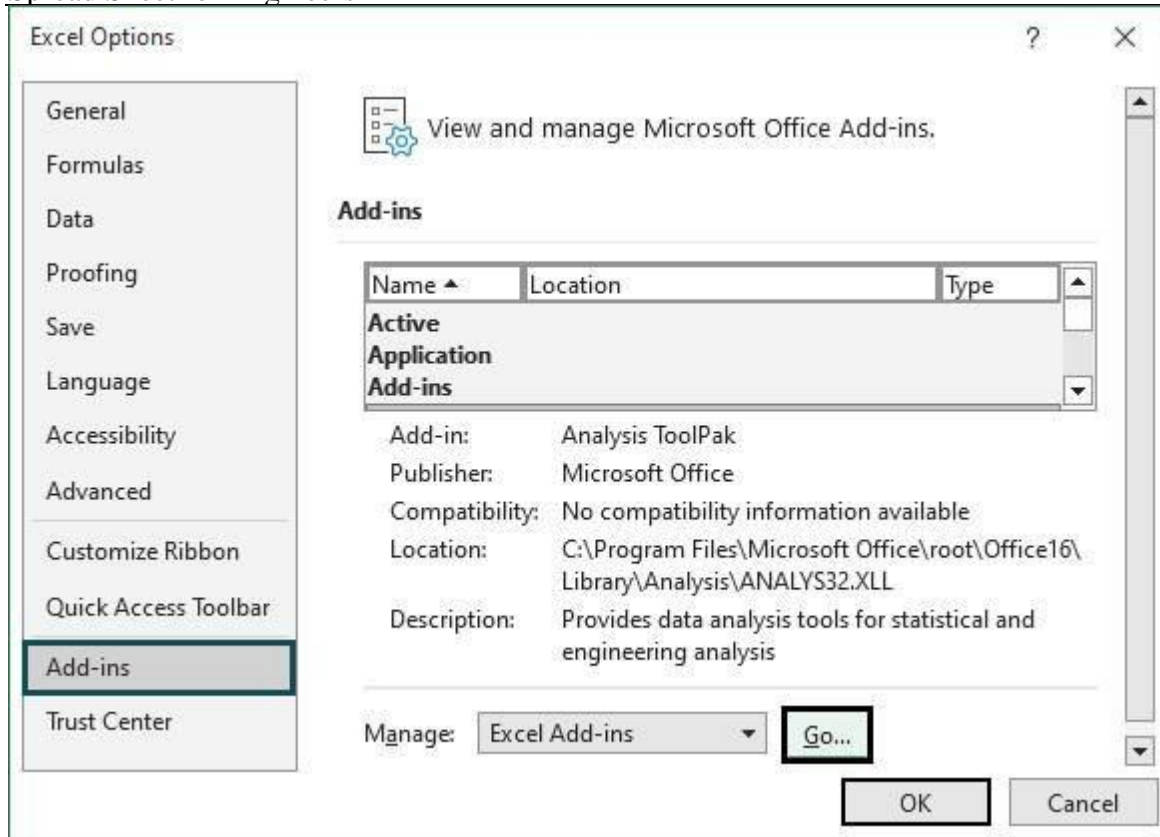 Excel Options ? ×
General
Formulas
Data
Proofing
Save
Language
Accessibility
Advanced
Customize Ribbon
Quick Access Toolbar
Add-ins
Trust Center
View and manage Microsoft Office Add-ins.
Add-ins
Name Location Type
Active
Application
Add-ins
Add-in: Analysis ToolPak
Publisher: Microsoft Office
Compatibility: No compatibility information available
Location: C:\Program Files\Microsoft Office\root\Office16\
Library\Analysis\ANALYS32.XLL
Description: Provides data analysis tools for statistical and
engineering analysis
Manage: Excel Add-ins Go...
OK Cancel